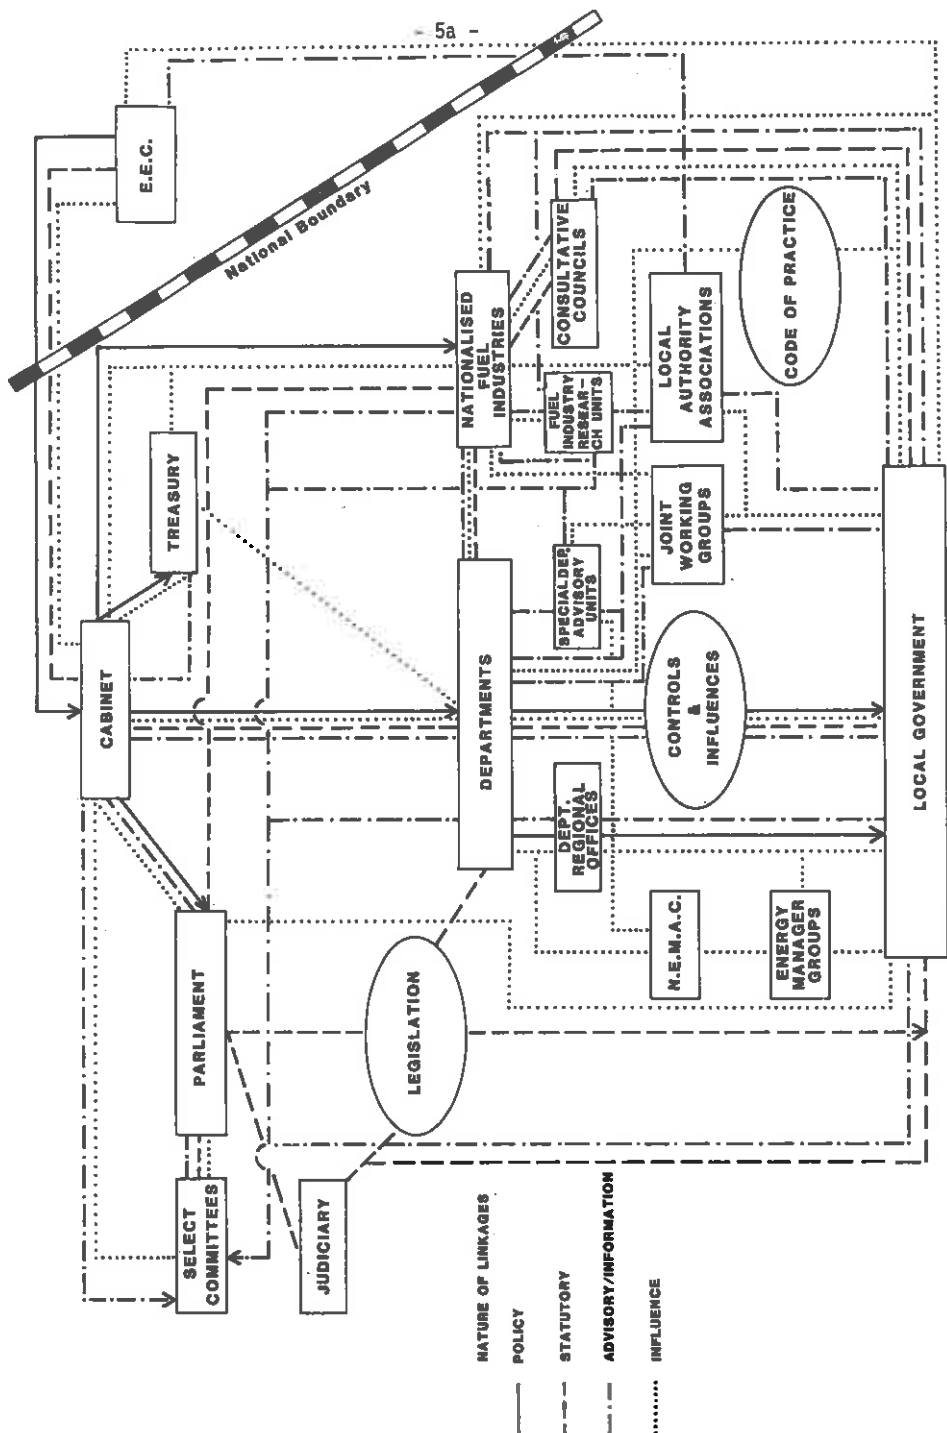 - 5a -
E.E.C.
National Boundary
CABINET
TREASURY
PARLIAMENT
SELECT
COMMITTEES
JUDICIARY
LEGISLATION
NATIONALISED
FUEL
INDUSTRIES
DEPARTMENTS
CONSULTATIVE
COUNCILS
FUEL
INDUSTRY
RESEAR-
CH UNITS
SPECIALDEP.
ADVISORY
UNITS
DEPT.
REGIONAL
OFFICES
LOCAL
AUTHORITY
ASSOCIATIONS
JOINT
WORKING
GROUPS
CONTROLS
&
INFLUENCES
N.E.M.A.C.
CODE OF PRACTICE
ENERGY
MANAGER
GROUPS
LOCAL GOVERNMENT
NATURE OF LINKAGES
POLICY
STATUTORY
ADVISORY/INFORMATION
INFLUENCE